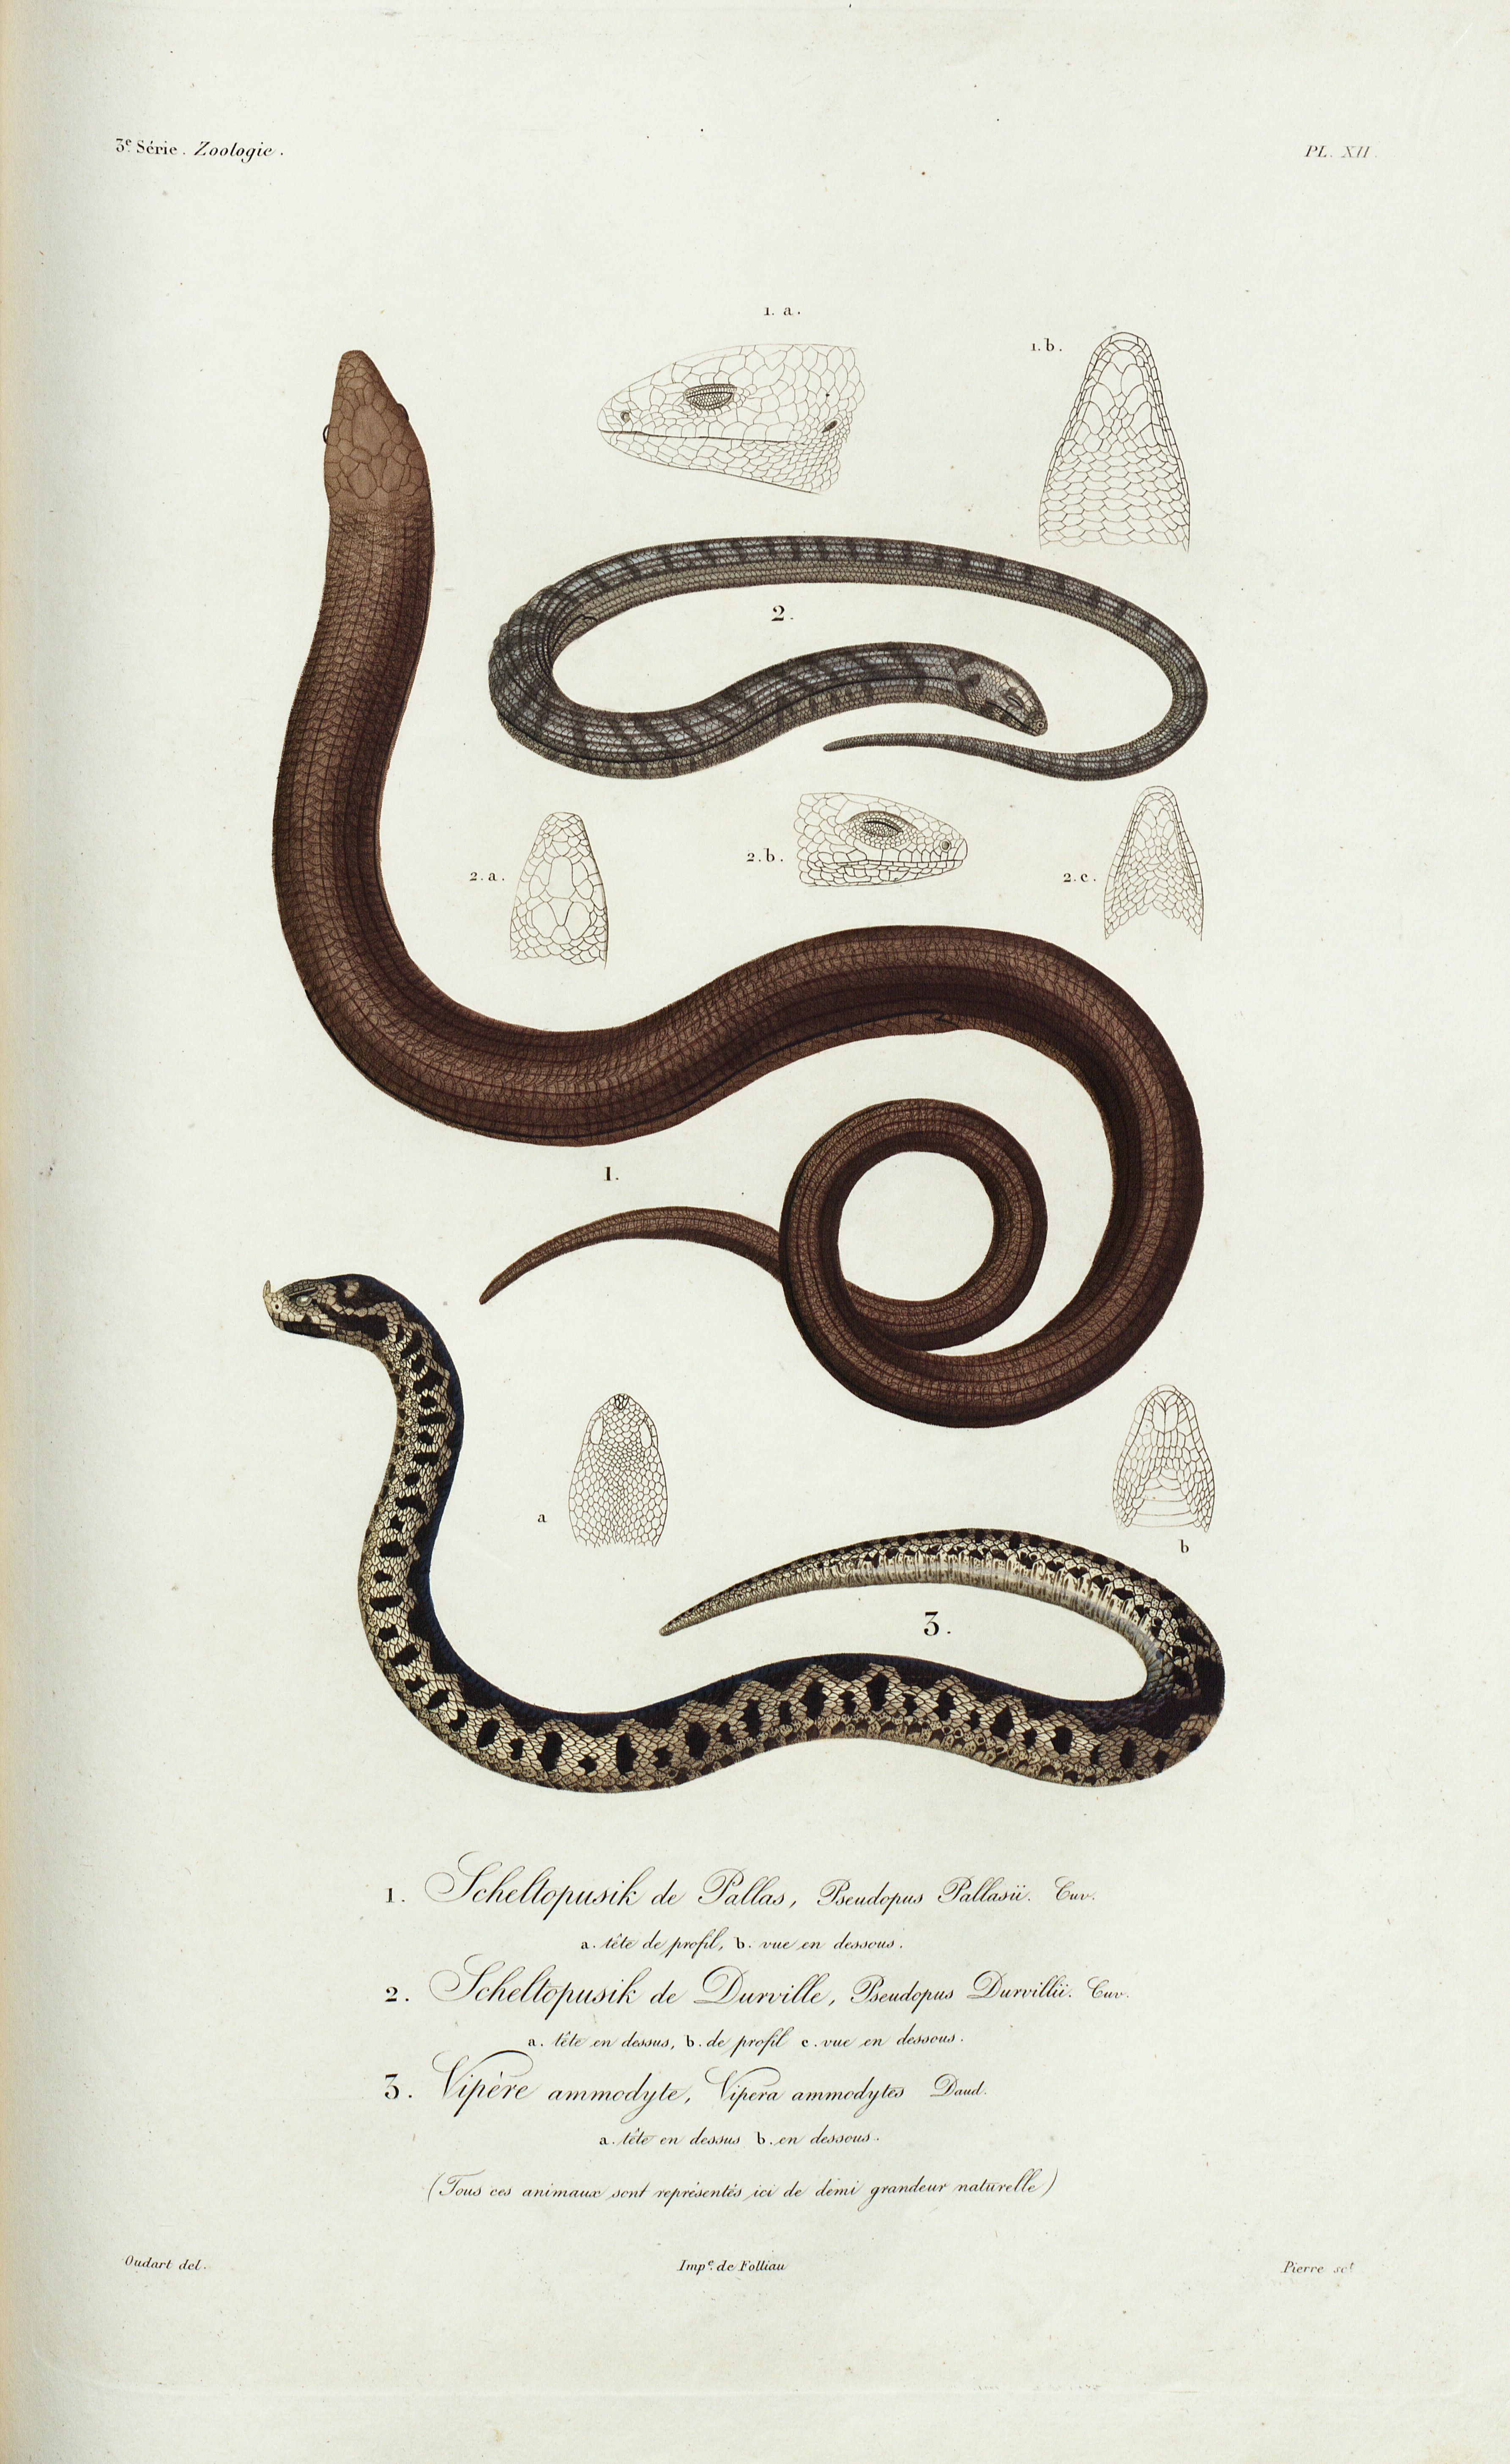 3e. Série. Zoologie.
PL. XII.
1. a.
1. b.
2.
2. a.
2. b.
2. c.
1.
a
b
3.
1. Scheltopusik de Pallas, Pseudopus Pallasii. Cuv.
a. tête de profil, b. vue en dessous.
2. Scheltopusik de Durville, Pseudopus Durvillii. Cuv.
a. tête en dessus, b. de profil c. vue en dessous.
3. Vipère ammodyte, Vipera ammodytes Daud.
a. tête en dessus b. en dessous.
(Tous ces animaux sont représentés ici de demi grandeur naturelle)
Oudart del.
Impe. de Folliau
Pierre sct